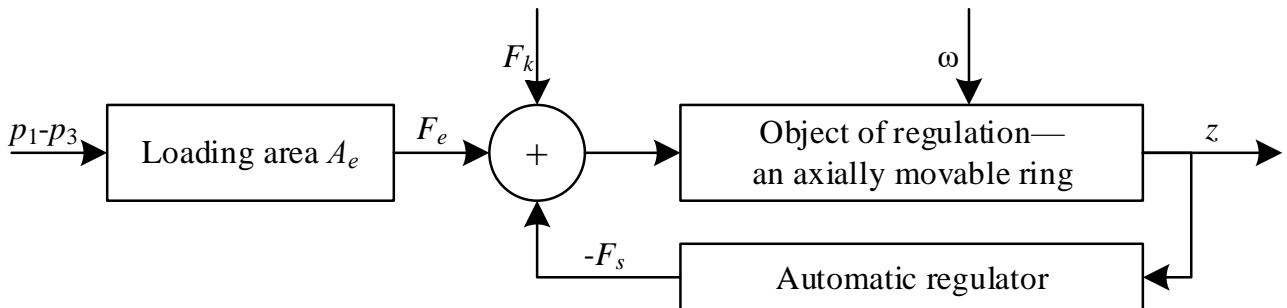 F_k
ω
p_1-p_3
Loading area A_e
F_e
+
Object of regulation—
an axially movable ring
z
-F_s
Automatic regulator